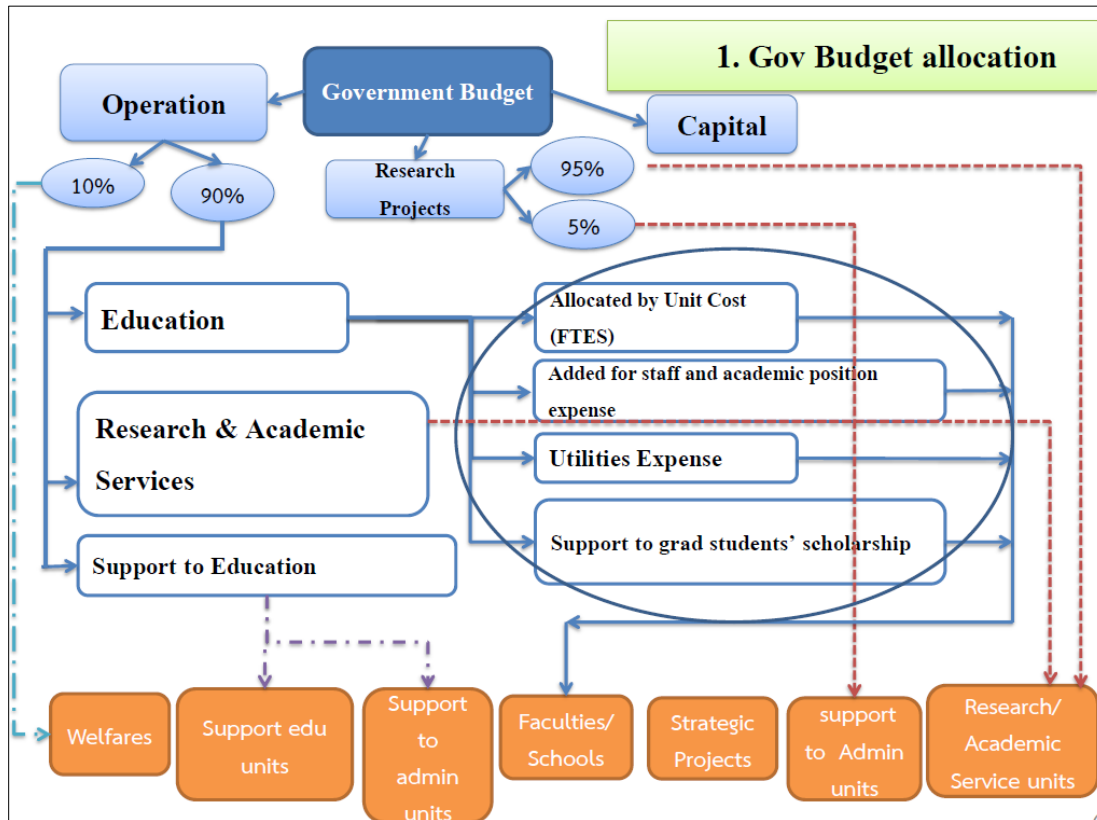 1. Gov Budget allocation
Government Budget
Operation
Capital
10%
90%
Research
Projects
95%
5%
Education
Research & Academic
Services
Support to Education
Allocated by Unit Cost
(FTES)
Added for staff and academic position
expense
Utilities Expense
Support to grad students’ scholarship
Welfares
Support edu
units
Support
to
admin
units
Faculties/
Schools
Strategic
Projects
support
to Admin
units
Research/
Academic
Service units